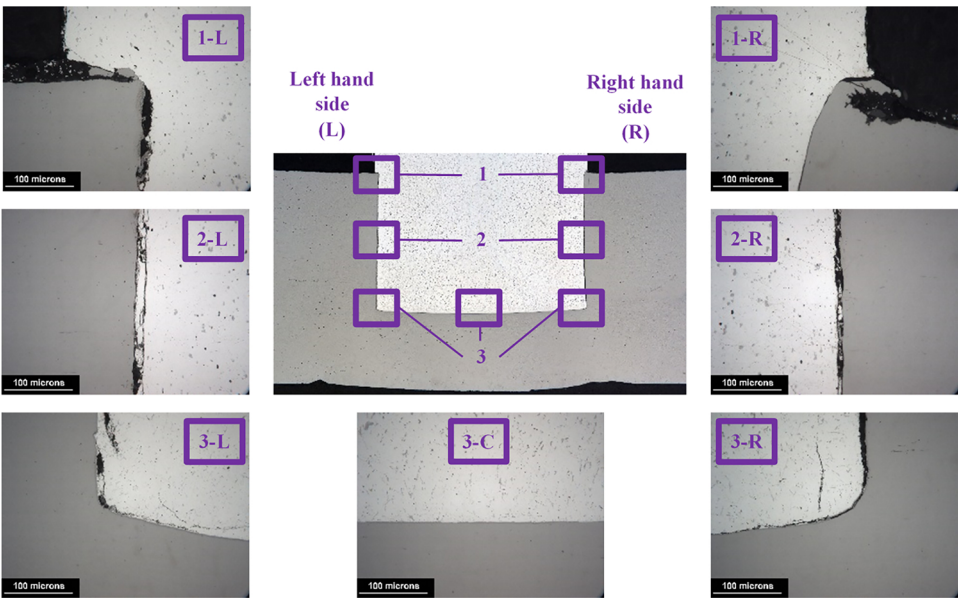 1-L
1-R
Left hand
side
(L)
Right hand
side
(R)
100 microns
1
100 microns
2-L
2
2-R
100 microns
3
100 microns
3-L
3-C
3-R
100 microns
100 microns
100 microns